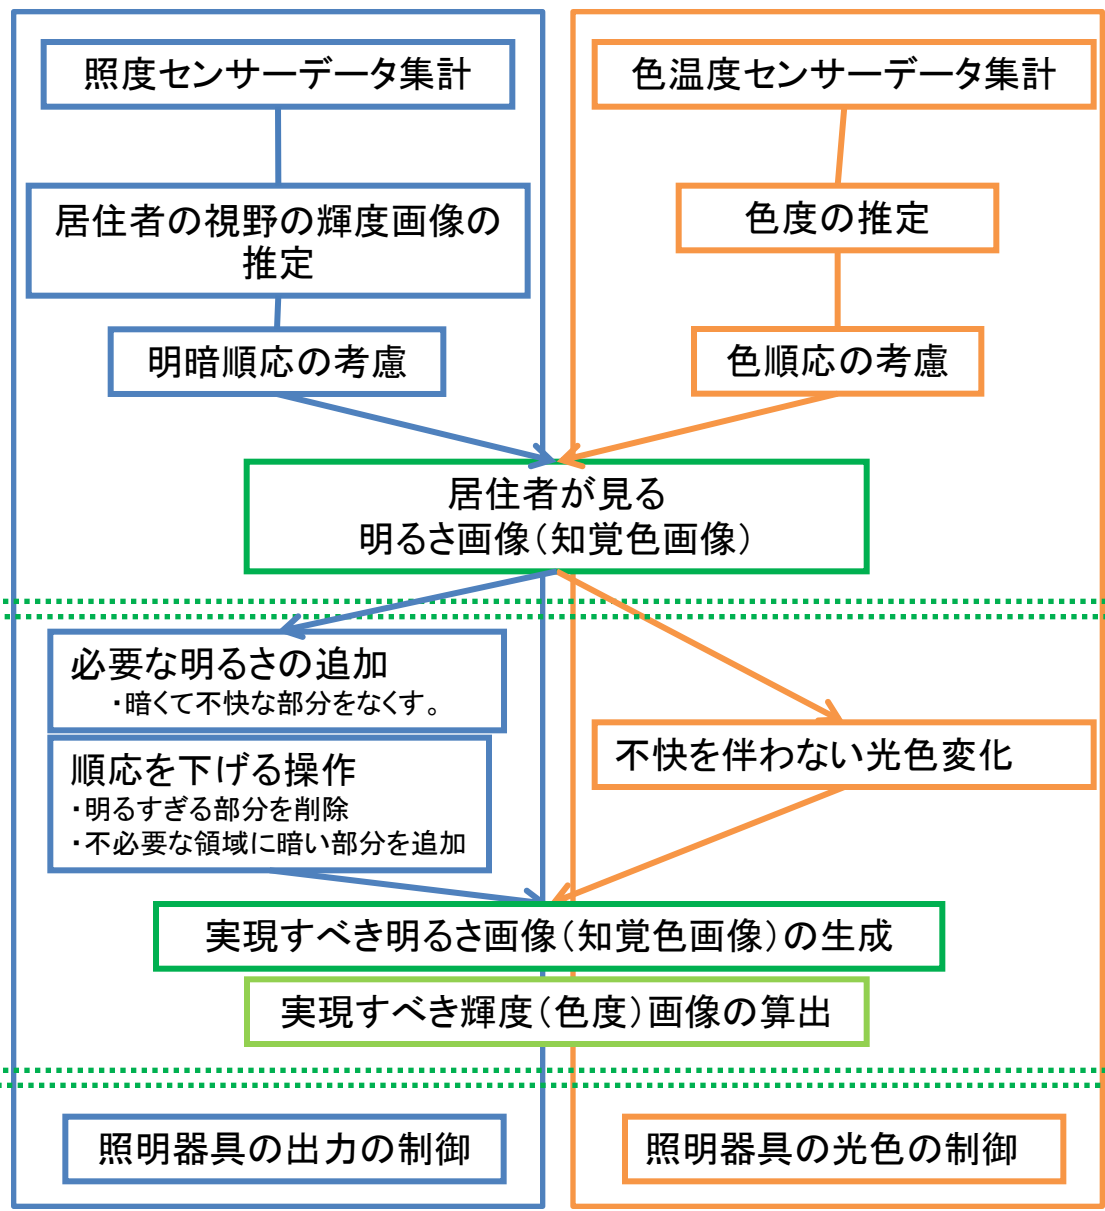 照度センサーデータ集計
色温度センサーデータ集計
居住者の視野の輝度画像の
推定
色度の推定
明暗順応の考慮
色順応の考慮
居住者が見る
明るさ画像（知覚色画像）
必要な明るさの追加
・暗くて不快な部分をなくす。
順応を下げる操作
・明るすぎる部分を削除
・不必要な領域に暗い部分を追加
不快を伴わない光色変化
実現すべき明るさ画像（知覚色画像）の生成
実現すべき輝度（色度）画像の算出
照明器具の出力の制御
照明器具の光色の制御